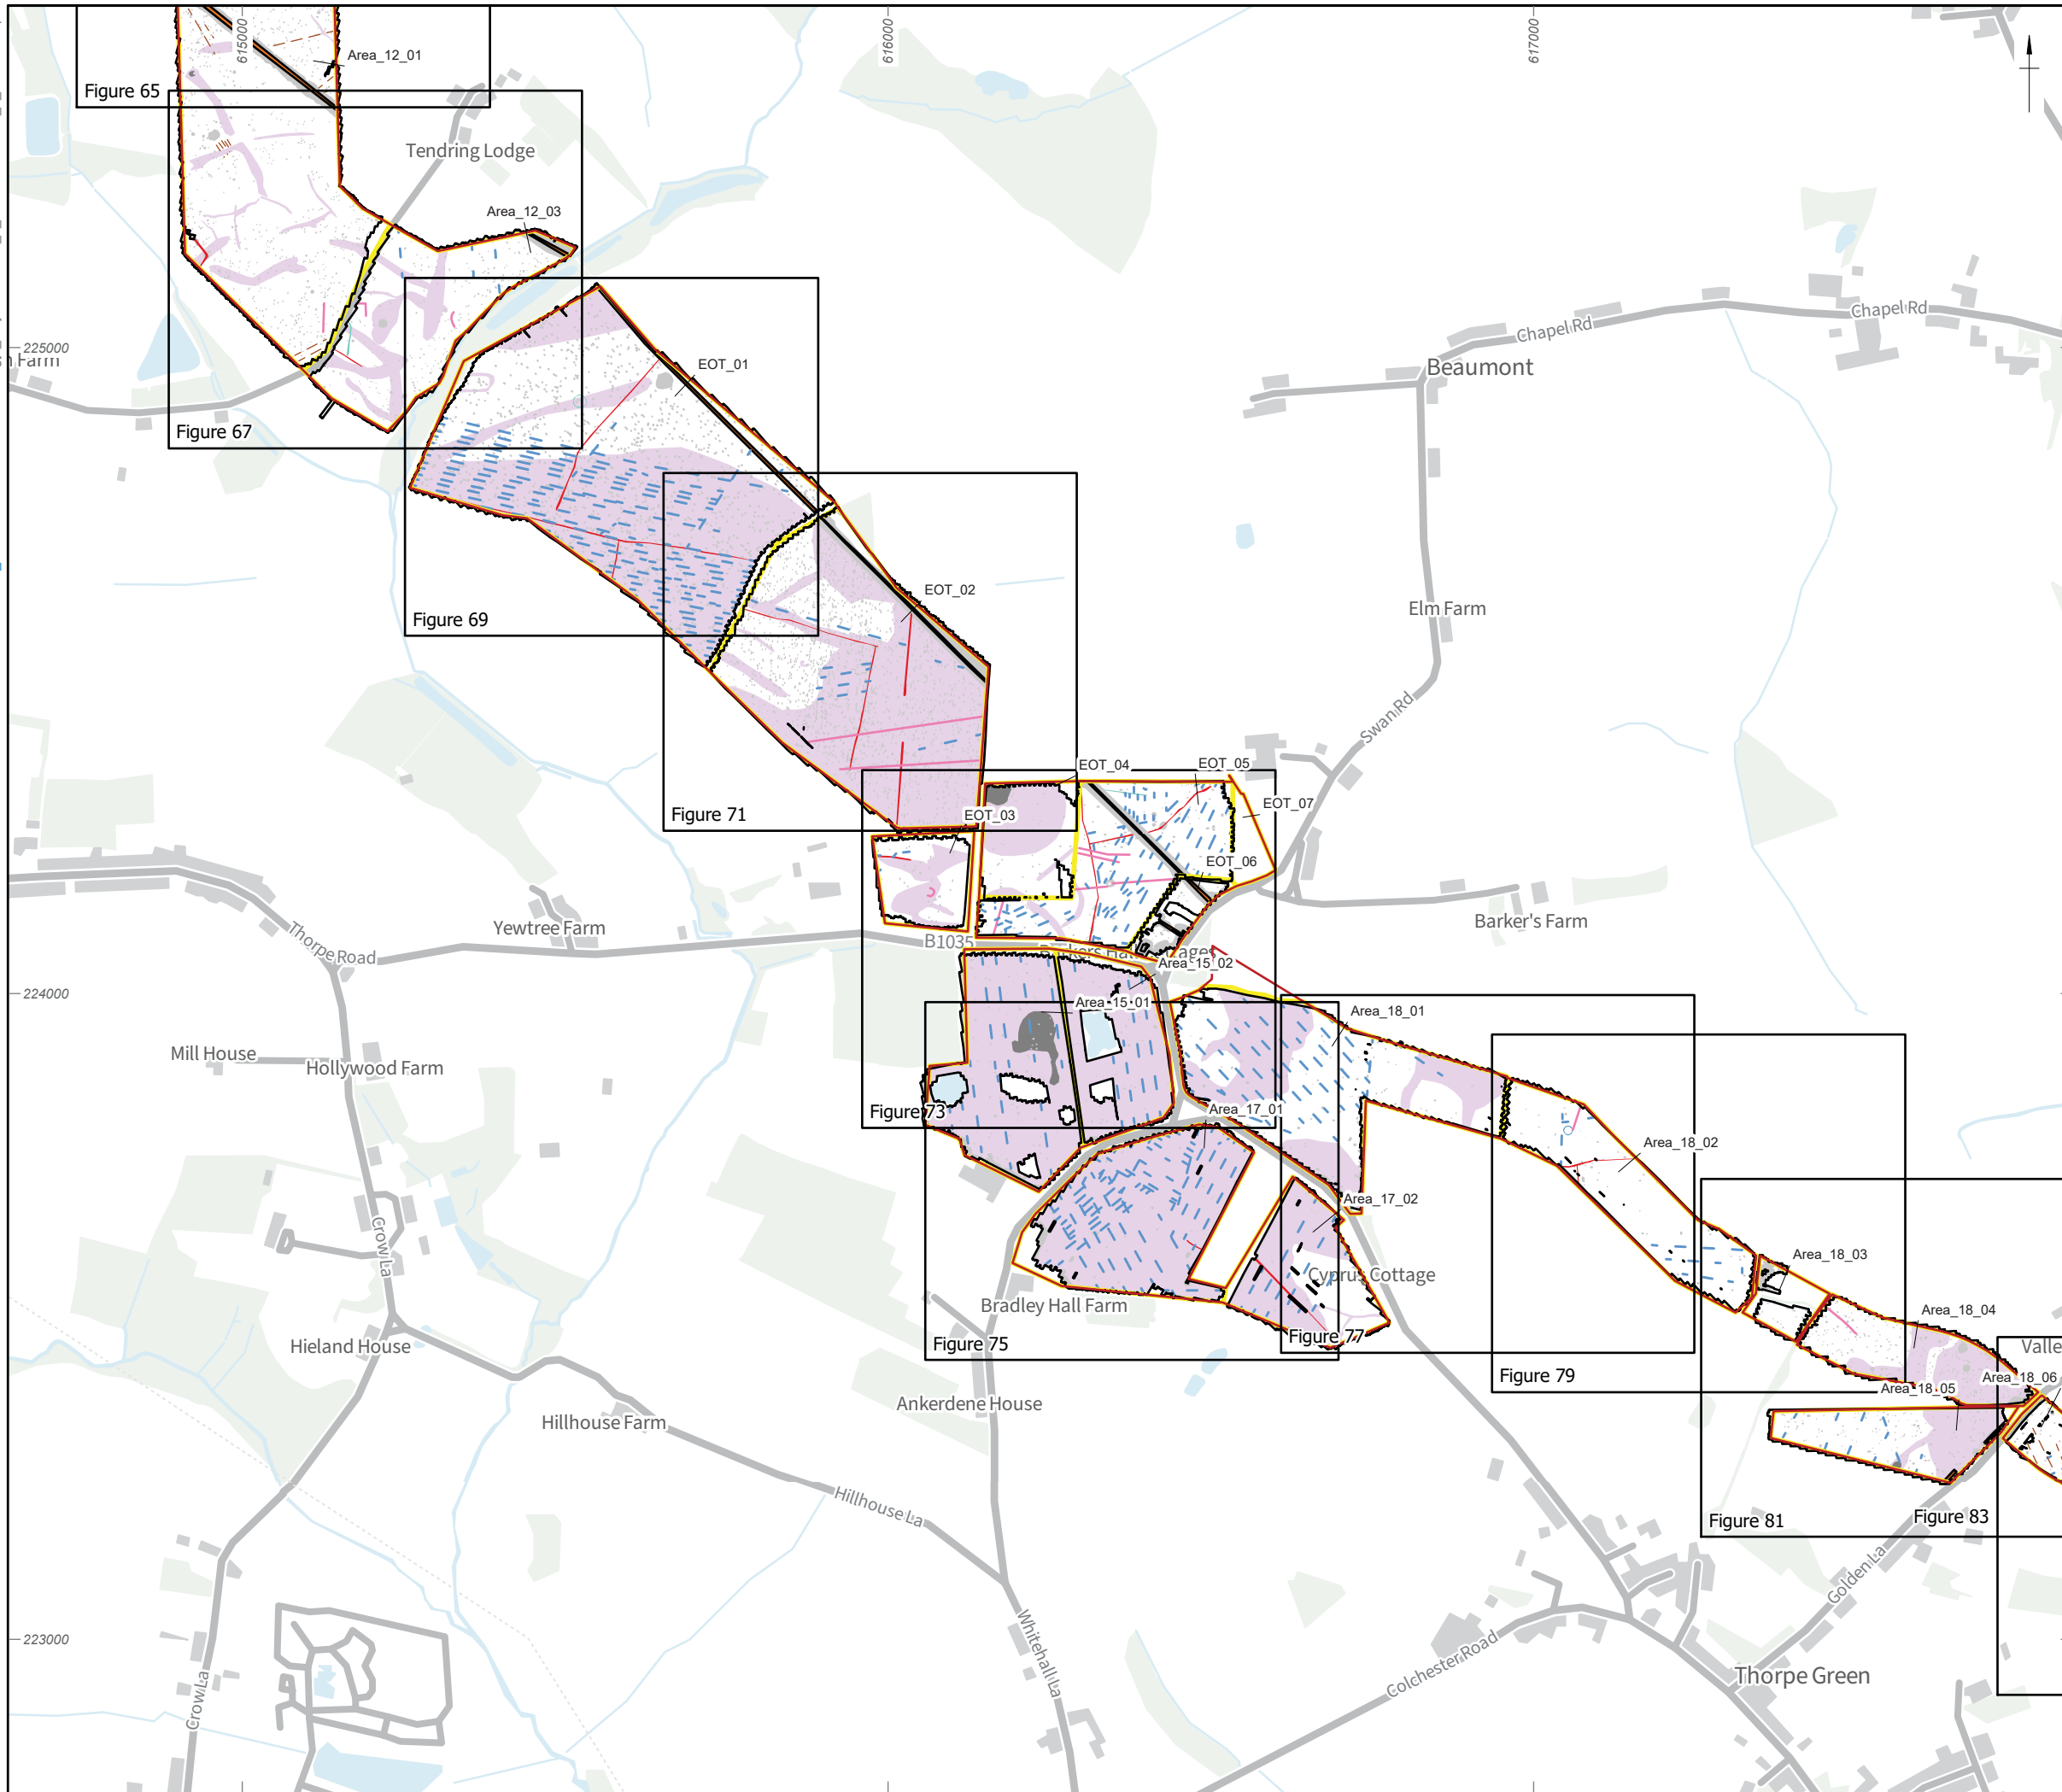 615000
616000
617000
Area_12_01
Figure 65
Tendring Lodge
Area_12_03
Chapel Rd
Chapel Rd
225000
Farm
EOT_01
Beaumont
Figure 67
EOT_02
Elm Farm
Figure 69
Swan Rd
EOT_04
EOT_05
EOT_07
Figure 71
EOT_03
EOT_06
Barker's Farm
Yewtree Farm
Thorpe Road
B1035
Area_15_02
224000
Area_15_01
Area_18_01
Mill House
Hollywood Farm
Figure 73
Area_17_01
Area_18_02
Area_17_02
Crow La
Area_18_03
Cyprus Cottage
Bradley Hall Farm
Area_18_04
Hieland House
Figure 75
Figure 77
Valle
Figure 79
Area_18_05
Area_18_06
Ankerdene House
Hillhouse Farm
Hillhouse La
Figure 81
Figure 83
Golden La
223000
Whitehall La
Colchester Road
Thorpe Green
Crow La